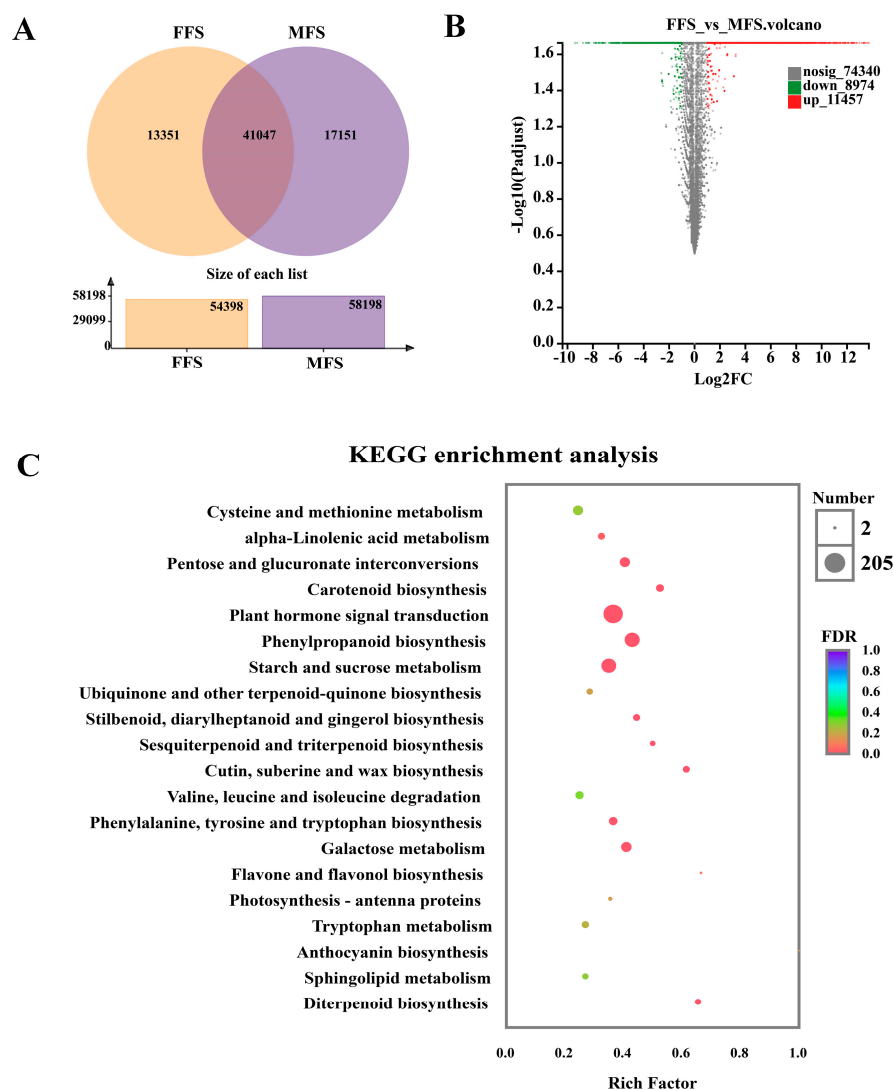 A
FFS
MFS
13351
41047
17151
Size of each list
58198
29099
0
54398
58198
FFS
MFS
B
FFS_vs_MFS.volcano
nosig_74340
down_8974
up_11457
-Log10(Padjust)
1.6
1.4
1.2
1.0
0.8
0.6
0.4
0.2
0.0
-10 -8 -6 -4 -2 0 2 4 6 8 10 12
Log2FC
C
KEGG enrichment analysis
Cysteine and methionine metabolism
alpha-Linolenic acid metabolism
Pentose and glucuronate interconversions
Carotenoid biosynthesis
Plant hormone signal transduction
Phenylpropanoid biosynthesis
Starch and sucrose metabolism
Ubiquinone and other terpenoid-quinone biosynthesis
Stilbenoid, diarylheptanoid and gingerol biosynthesis
Sesquiterpenoid and triterpenoid biosynthesis
Cutin, suberine and wax biosynthesis
Valine, leucine and isoleucine degradation
Phenylalanine, tyrosine and tryptophan biosynthesis
Galactose metabolism
Flavone and flavonol biosynthesis
Photosynthesis - antenna proteins
Tryptophan metabolism
Anthocyanin biosynthesis
Sphingolipid metabolism
Diterpenoid biosynthesis
0.0 0.2 0.4 0.6 0.8 1.0
Rich Factor
Number
2
205
FDR
1.0
0.8
0.6
0.4
0.2
0.0